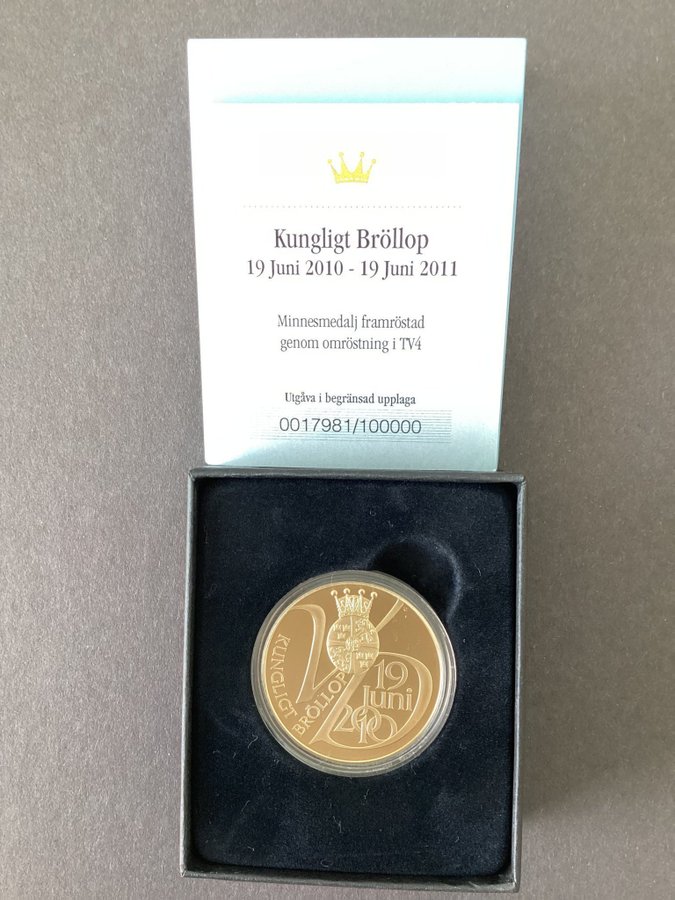 Kungligt Bröllop
19 Juni 2010 - 19 Juni 2011
Minnesmedalj framröstad
genom omröstning i TV4
Utgåva i begränsad upplaga
0017981/100000
KUNGLIGT
BRÖLLOP
19
Juni
2010